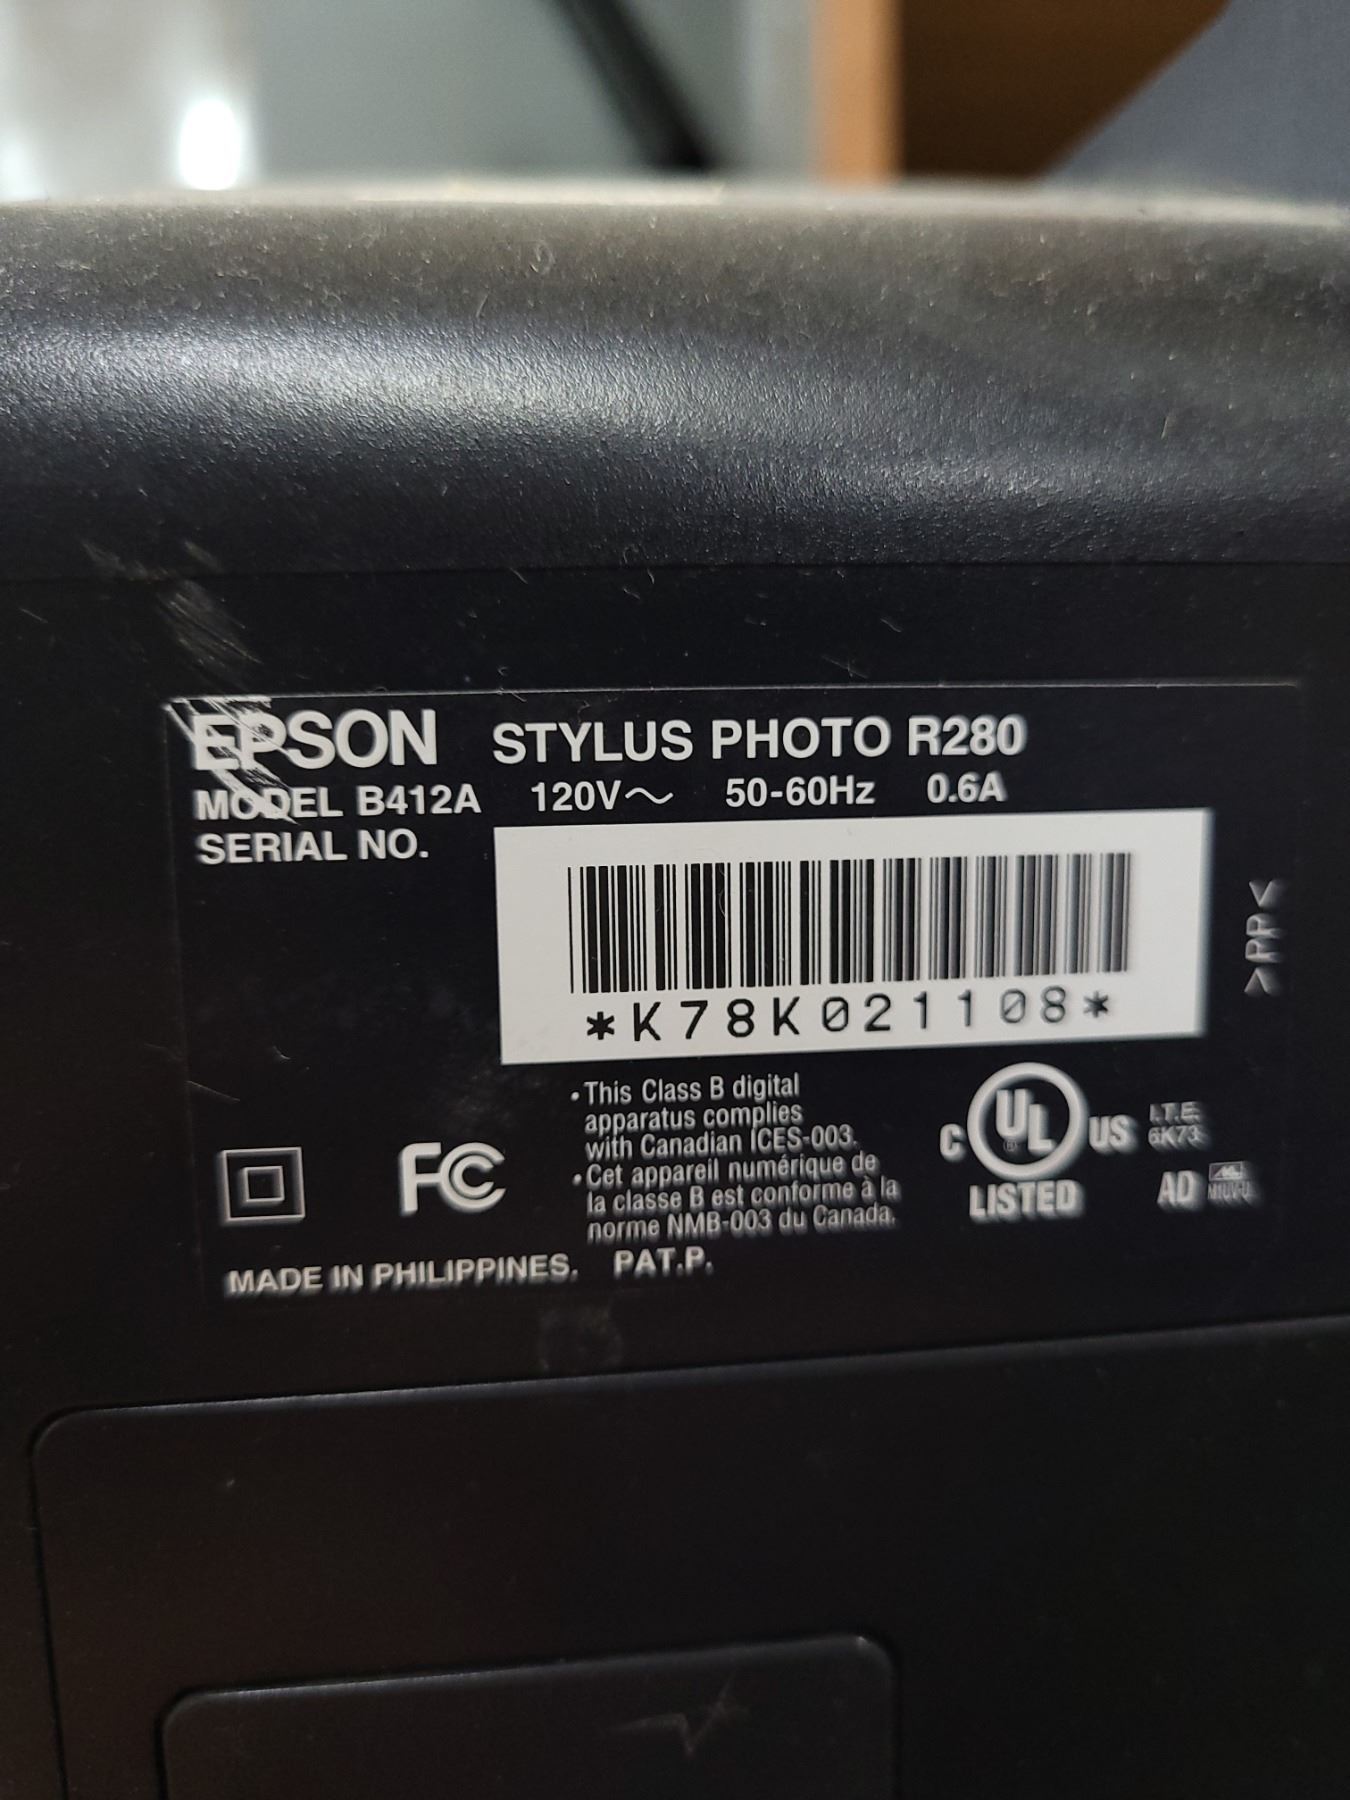 EPSON STYLUS PHOTO R280
MODEL B412A 120V~ 50-60Hz 0.6A
SERIAL NO.
*K78K021108*
>PP<
•This Class B digital
apparatus complies
with Canadian ICES-003.
•Cet appareil numérique de
la classe B est conforme à la
norme NMB-003 du Canada.
FC
C UL® US
LISTED
I.T.E.
6K73
AD
MADE IN PHILIPPINES. PAT.P.